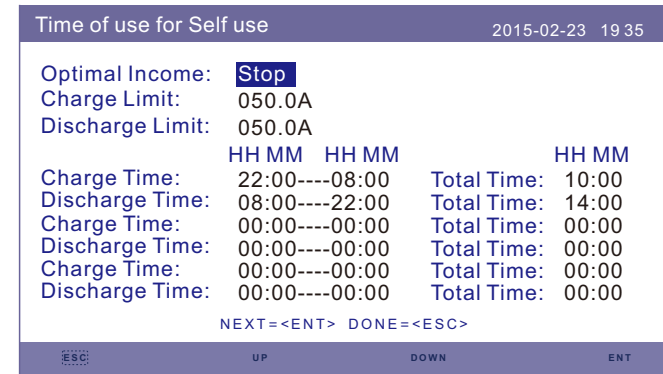 Time of use for Self use 2015-02-23 19 35
Optimal Income: Stop
Charge Limit: 050.0A
Discharge Limit: 050.0A
HH MM HH MM HH MM
Charge Time: 22:00----08:00 Total Time: 10:00
Discharge Time: 08:00----22:00 Total Time: 14:00
Charge Time: 00:00----00:00 Total Time: 00:00
Discharge Time: 00:00----00:00 Total Time: 00:00
Charge Time: 00:00----00:00 Total Time: 00:00
Discharge Time: 00:00----00:00 Total Time: 00:00
NEXT=<ENT> DONE=<ESC>
ESC UP DOWN ENT